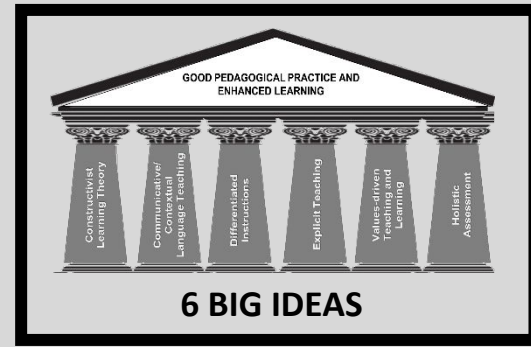 GOOD PEDAGOGICAL PRACTICE AND
ENHANCED LEARNING
Constructivist
Learning Theory
Communicative/
Contextual
Language Teaching
Differentiated
Instructions
Explicit Teaching
Values-driven
Teaching and
Learning
Holistic
Assessment
6 BIG IDEAS